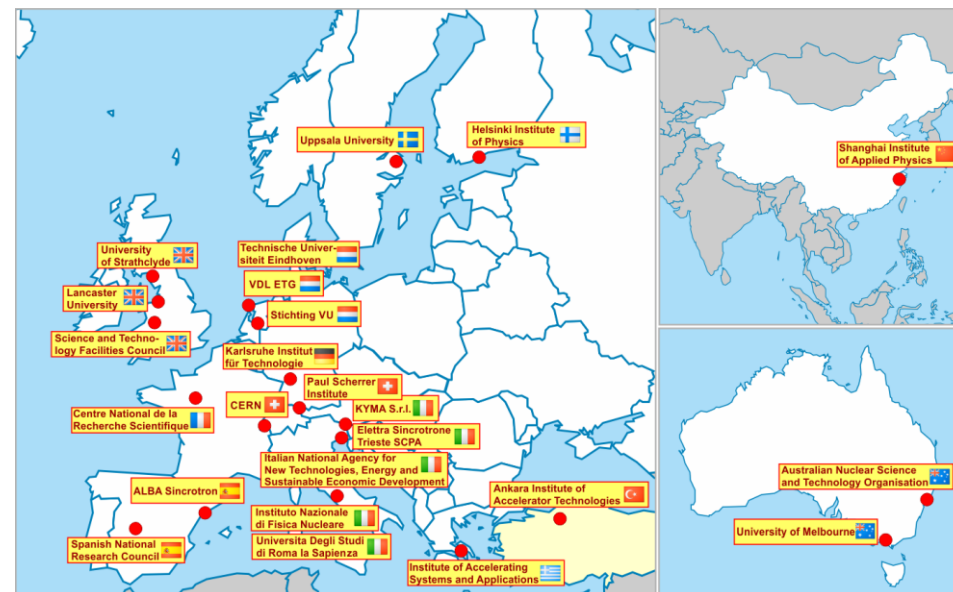 Uppsala University
Helsinki Institute
of Physics
Shanghai Institute
of Applied Physics
University
of Strathclyde
Technische Univer-
siteit Eindhoven
VDL ETG
Lancaster
University
Stichting VU
Science and Techno-
logy Facilities Council
Karlsruhe Institut
für Technologie
Paul Scherrer
Institute
CERN
KYMA S.r.l.
Centre National de la
Recherche Scientifique
Elettra Sincrotrone
Trieste SCPA
Italian National Agency for
New Technologies, Energy and
Sustainable Economic Development
ALBA Sincrotron
Ankara Institute of
Accelerator Technologies
Instituto Nazionale
di Fisica Nucleare
Spanish National
Research Council
Universita Degli Studi
di Roma la Sapienza
Institute of Accelerating
Systems and Applications
Australian Nuclear Science
and Technology Organisation
University of Melbourne